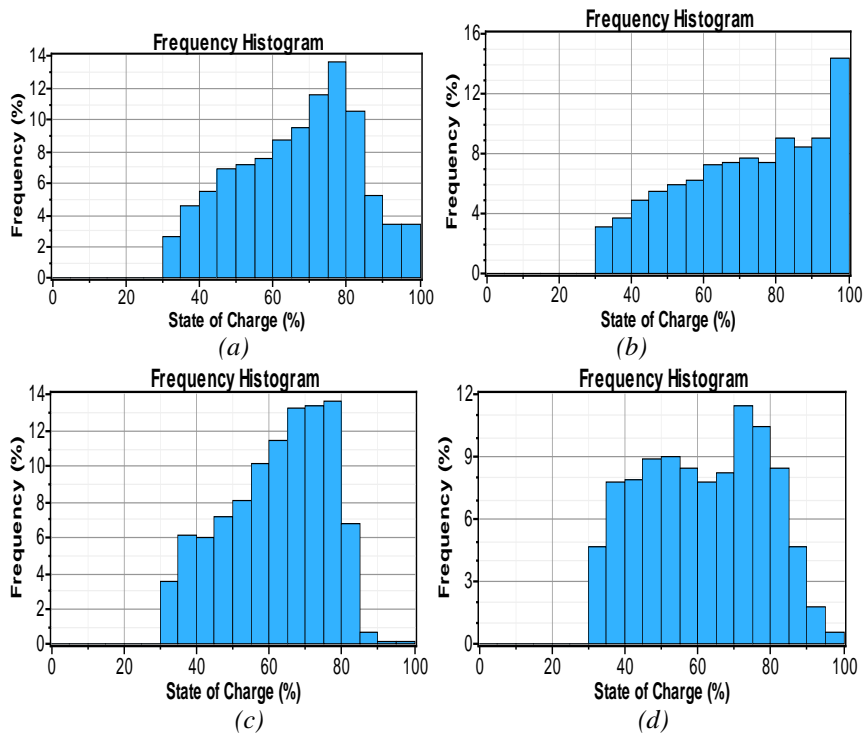 Frequency Histogram
Frequency (%)
14
12
10
8
6
4
2
0
0 20 40 60 80 100
State of Charge (%)
(a)
Frequency Histogram
Frequency (%)
16
12
8
4
0
0 20 40 60 80 100
State of Charge (%)
(b)
Frequency Histogram
Frequency (%)
14
12
10
8
6
4
2
0
0 20 40 60 80 100
State of Charge (%)
(c)
Frequency Histogram
Frequency (%)
12
9
6
3
0
0 20 40 60 80 100
State of Charge (%)
(d)